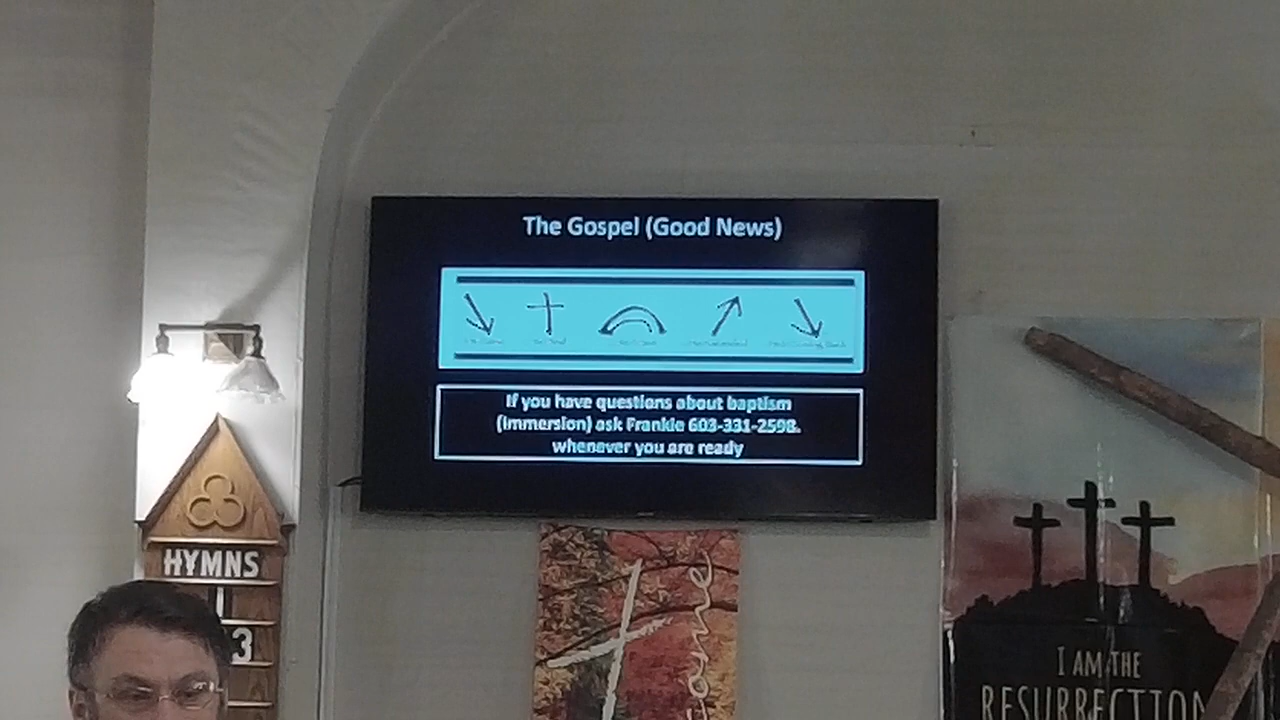 The Gospel (Good News)
If you have questions about baptism
(immersion) ask Frankie 603-331-2598.
whenever you are ready
HYMNS
1
3
I AM THE
RESURRECTION